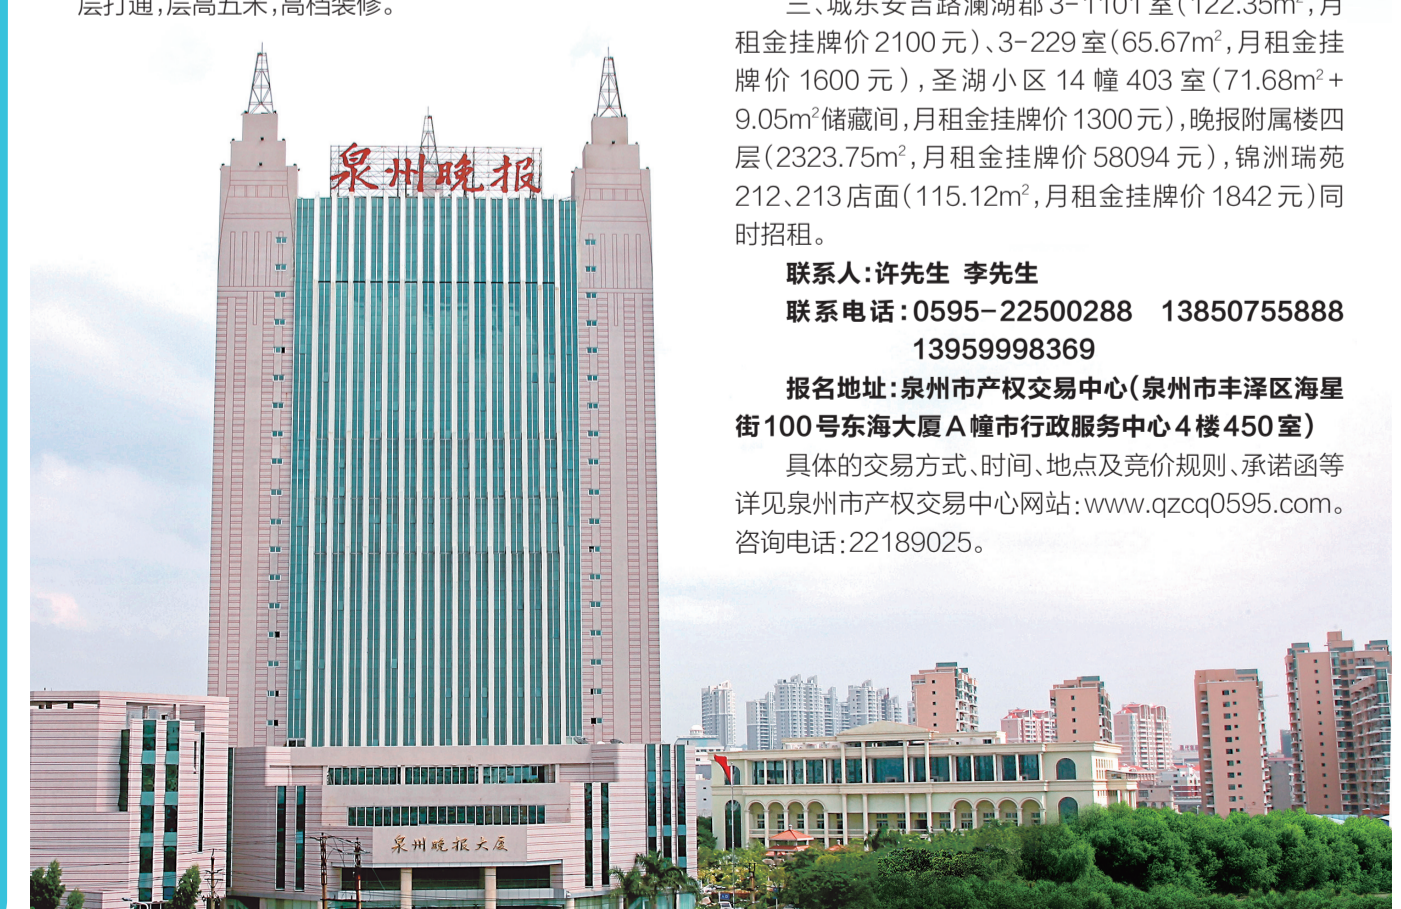 层打通,层高五米,高档装修。
三、城东安吉路澜湖郡3-1101室(122.35m²,月
租金挂牌价2100元)、3-229室(65.67m²,月租金挂
牌价1600元),圣湖小区14幢403室(71.68m²+
9.05m²储藏间,月租金挂牌价1300元),晚报附属楼四
层(2323.75m²,月租金挂牌价58094元),锦洲瑞苑
212、213店面(115.12m²,月租金挂牌价1842元)同
时招租。
联系人:许先生 李先生
联系电话:0595-22500288 13850755888
13959998369
报名地址:泉州市产权交易中心(泉州市丰泽区海星
街100号东海大厦A幢市行政服务中心4楼450室)
具体的交易方式、时间、地点及竞价规则、承诺函等
详见泉州市产权交易中心网站:www.qzcq0595.com。
咨询电话:22189025。
泉州晚报
泉州晚报大厦